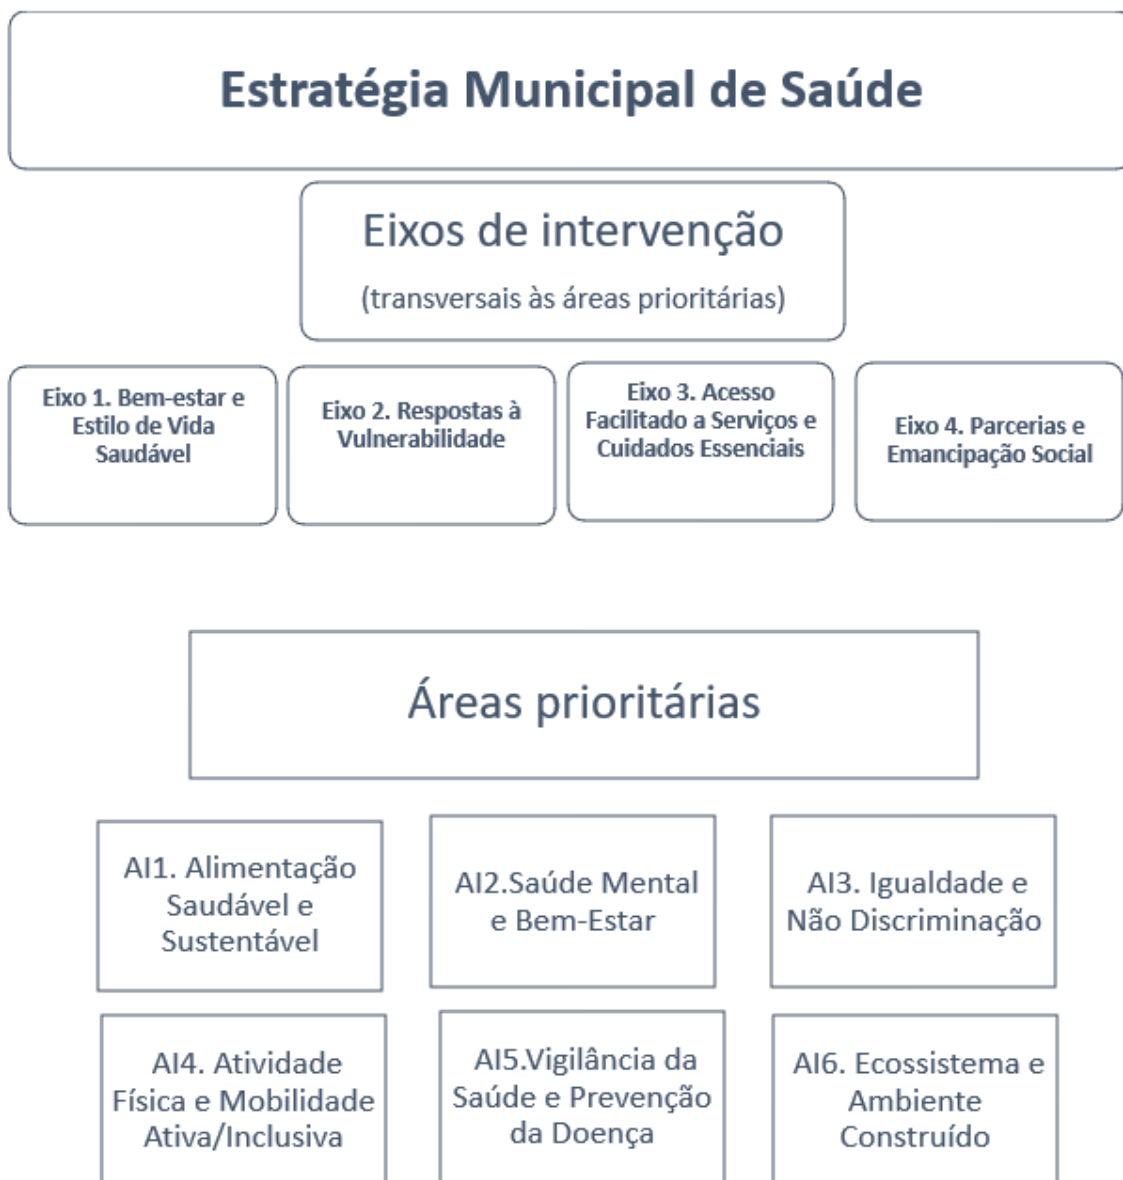 Estratégia Municipal de Saúde
Eixos de intervenção
(transversais às áreas prioritárias)
Eixo 1. Bem-estar e
Estilo de Vida
Saudável
Eixo 2. Respostas à
Vulnerabilidade
Eixo 3. Acesso
Facilitado a Serviços e
Cuidados Essenciais
Eixo 4. Parcerias e
Emancipação Social
Áreas prioritárias
AI1. Alimentação
Saudável e
Sustentável
AI2.Saúde Mental
e Bem-Estar
AI3. Igualdade e
Não Discriminação
AI4. Atividade
Física e Mobilidade
Ativa/Inclusiva
AI5.Vigilância da
Saúde e Prevenção
da Doença
AI6. Ecossistema e
Ambiente
Construído